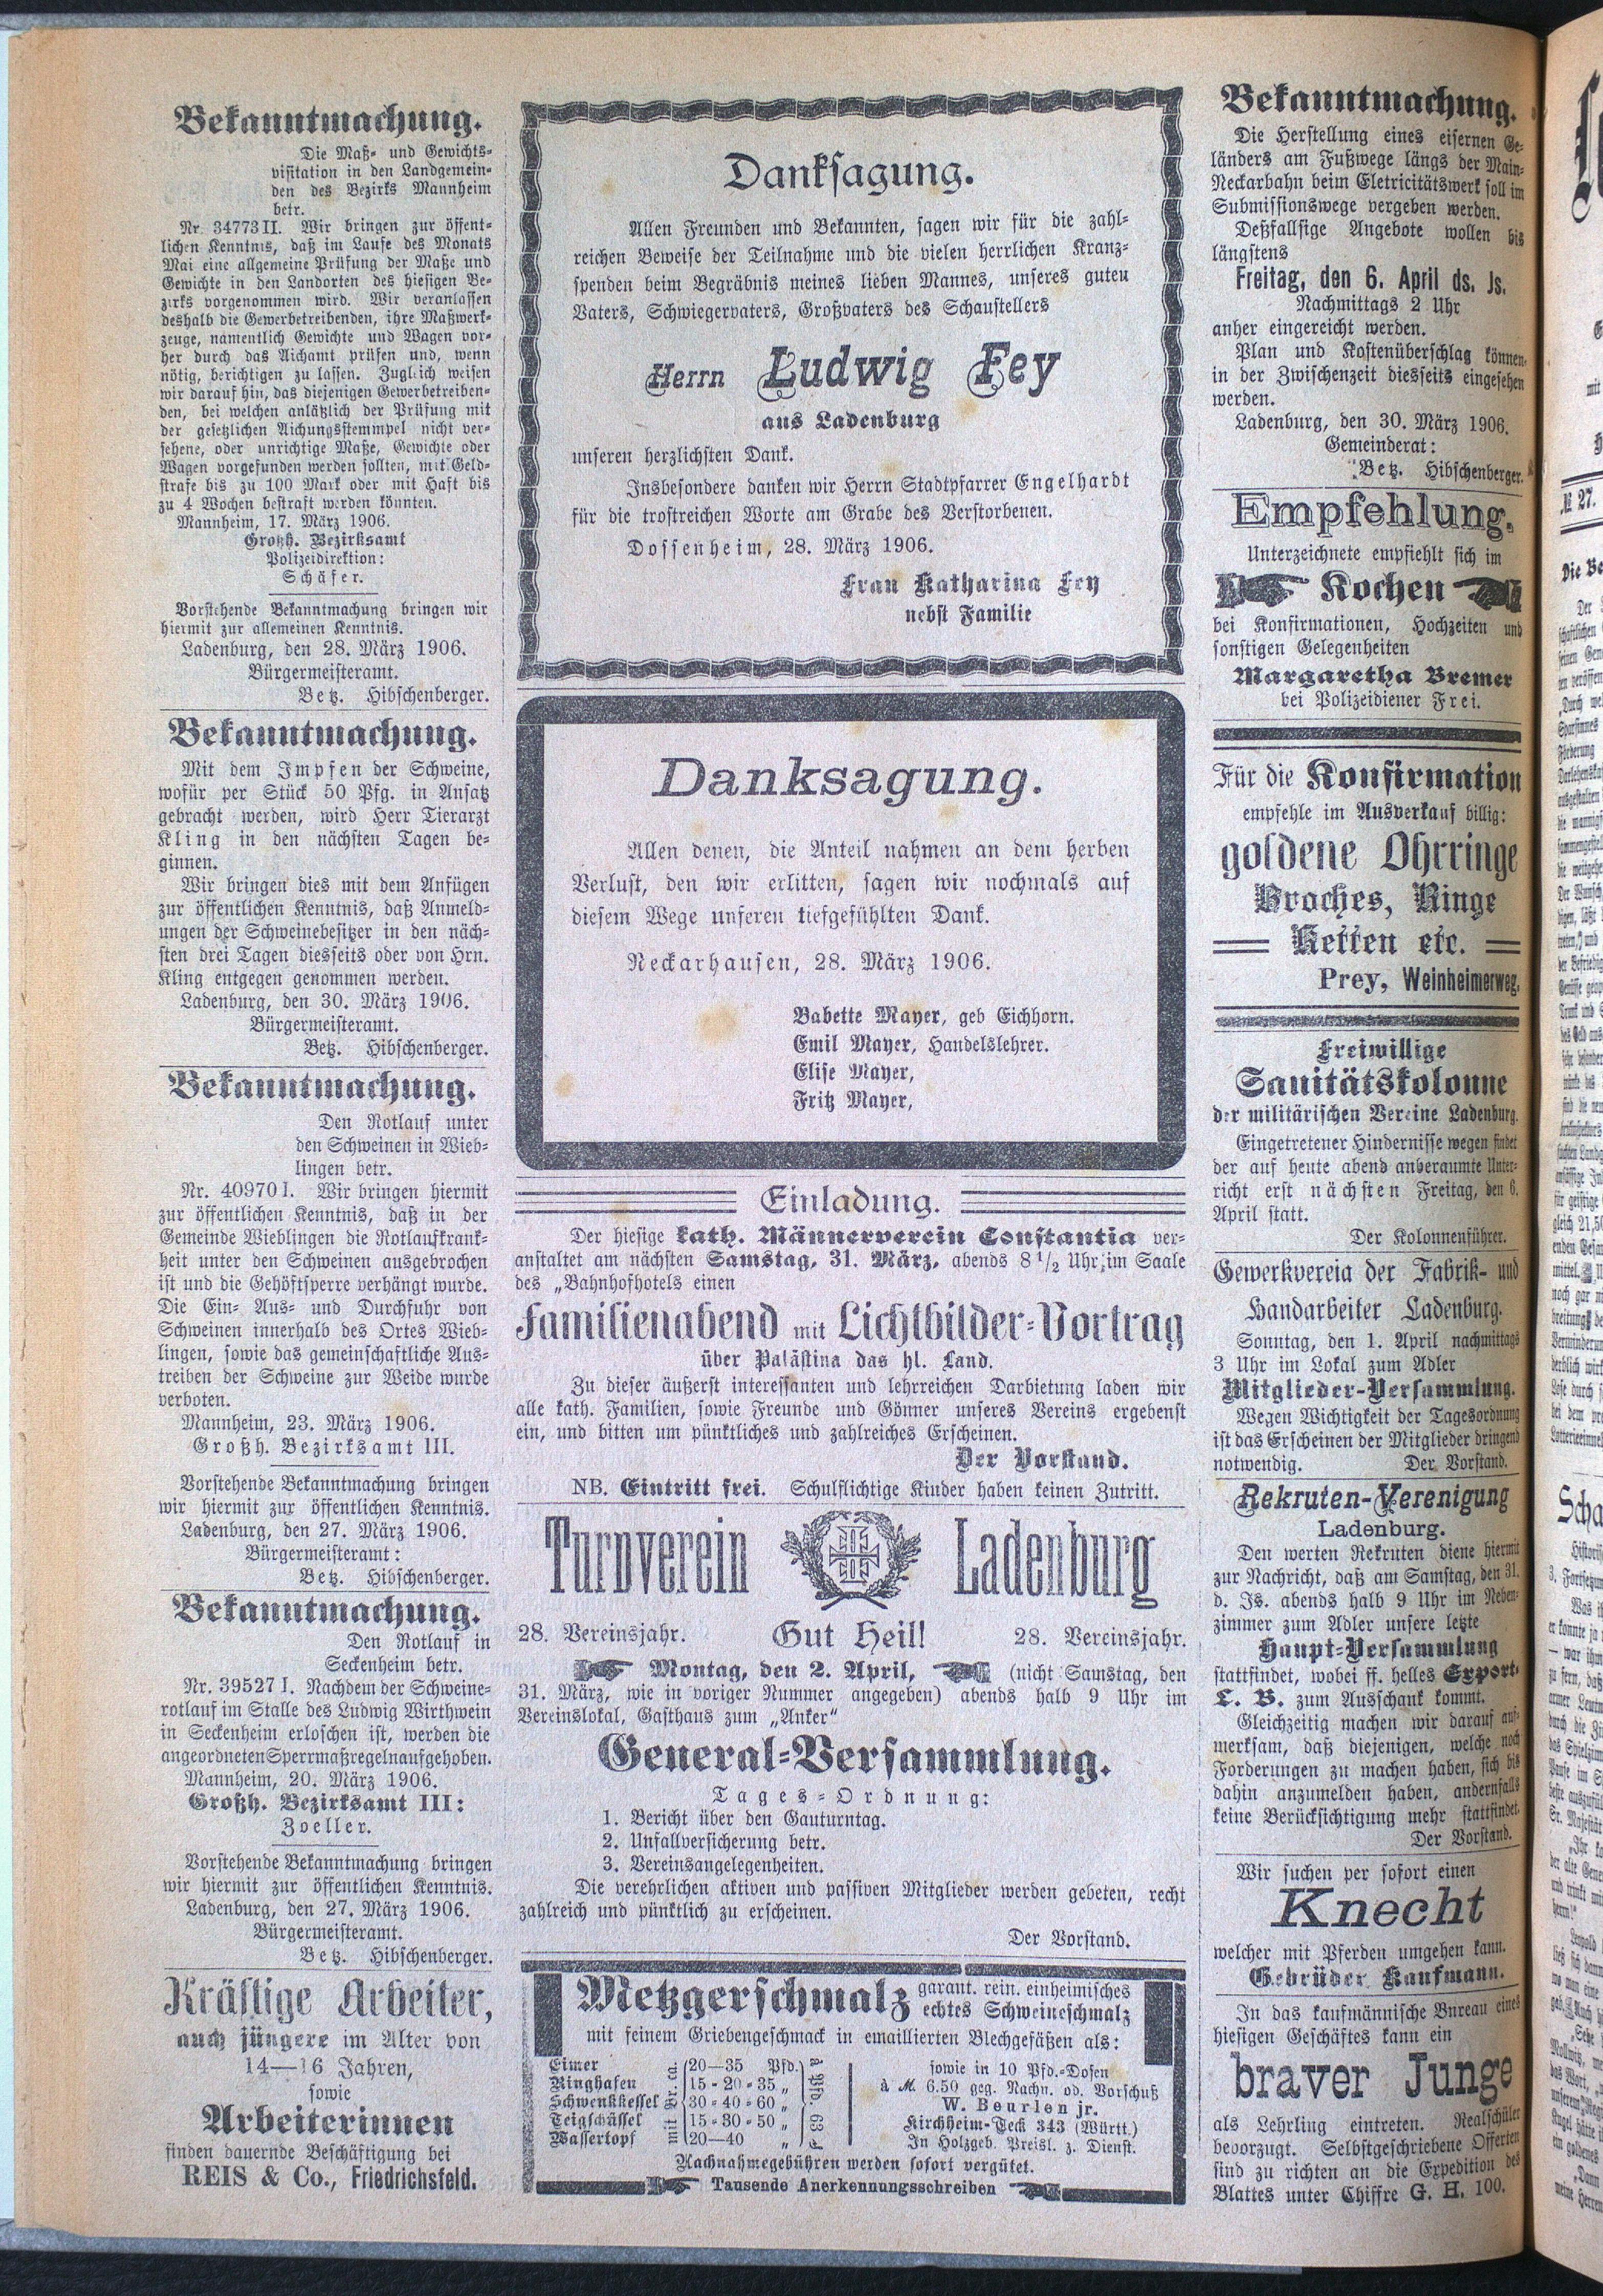 Bekanntmachung.
Die Maß- und Gewichts-
visitation in den Landgemein-
den des Bezirks Mannheim
betr.
Nr. 34773 II. Wir bringen zur öffent-
lichen Kenntnis, daß im Laufe des Monats
Mai eine allgemeine Prüfung der Maße und
Gewichte in den Landorten des hiesigen Be-
zirks vorgenommen wird. Wir veranlassen
deshalb die Gewerbetreibenden, ihre Maßwerk-
zeuge, namentlich Gewichte und Wagen vor-
her durch das Aichamt prüfen und, wenn
nötig, berichtigen zu lassen. Zugleich weisen
wir darauf hin, das diejenigen Gewerbetreiben-
den, bei welchen anläßlich der Prüfung mit
der gesetzlichen Aichungsstemmpel nicht ver-
sehene, oder unrichtige Maße, Gewichte oder
Wagen vorgefunden werden sollten, mit Geld-
strafe bis zu 100 Mark oder mit Haft bis
zu 4 Wochen bestraft werden könnten.
Mannheim, 17. März 1906.
Großh. Bezirksamt
Polizeidirektion:
Schäfer.
Vorstehende Bekanntmachung bringen wir
hiermit zur allgemeinen Kenntnis.
Ladenburg, den 28. März 1906.
Bürgermeisteramt.
Betz. Hibschenberger.
Bekanntmachung.
Mit dem Impfen der Schweine,
wofür per Stück 50 Pfg. in Ansatz
gebracht werden, wird Herr Tierarzt
Kling in den nächsten Tagen be-
ginnen.
Wir bringen dies mit dem Anfügen
zur öffentlichen Kenntnis, daß Anmeld-
ungen der Schweinebesitzer in den näch-
sten drei Tagen diesseits oder von Hrn.
Kling entgegen genommen werden.
Ladenburg, den 30. März 1906.
Bürgermeisteramt.
Betz. Hibschenberger.
Bekanntmachung.
Den Rotlauf unter
den Schweinen in Wieb-
lingen betr.
Nr. 40970 I. Wir bringen hiermit
zur öffentlichen Kenntnis, daß in der
Gemeinde Wieblingen die Rotlaufkrank-
heit unter den Schweinen ausgebrochen
ist und die Gehöftsperre verhängt wurde.
Die Ein- Aus- und Durchfuhr von
Schweinen innerhalb des Ortes Wieb-
lingen, sowie das gemeinschaftliche Aus-
treiben der Schweine zur Weide wurde
verboten.
Mannheim, 23. März 1906.
Großh. Bezirksamt III.
Vorstehende Bekanntmachung bringen
wir hiermit zur öffentlichen Kenntnis.
Ladenburg, den 27. März 1906.
Bürgermeisteramt:
Betz. Hibschenberger.
Bekanntmachung.
Den Rotlauf in
Seckenheim betr.
Nr. 39527 I. Nachdem der Schweine-
rotlauf im Stalle des Ludwig Wirthwein
in Seckenheim erloschen ist, werden die
angeordneten Sperrmaßregeln aufgehoben.
Mannheim, 20. März 1906.
Großh. Bezirksamt III:
Zoeller.
Vorstehende Bekanntmachung bringen
wir hiermit zur öffentlichen Kenntnis.
Ladenburg, den 27. März 1906.
Bürgermeisteramt.
Betz. Hibschenberger.
Kräftige Arbeiter,
auch jüngere im Alter von
14—16 Jahren,
sowie
Arbeiterinnen
finden dauernde Beschäftigung bei
REIS & Co., Friedrichsfeld.
Danksagung.
Allen Freunden und Bekannten, sagen wir für die zahl-
reichen Beweise der Teilnahme und die vielen herrlichen Kranz-
spenden beim Begräbnis meines lieben Mannes, unseres guten
Vaters, Schwiegervaters, Großvaters des Schaustellers
Herrn Ludwig Fey
aus Ladenburg
unseren herzlichsten Dank.
Insbesondere danken wir Herrn Stadtpfarrer Engelhardt
für die trostreichen Worte am Grabe des Verstorbenen.
Dossenheim, 28. März 1906.
Frau Katharina Fey
nebst Familie
Danksagung.
Allen denen, die Anteil nahmen an dem herben
Verlust, den wir erlitten, sagen wir nochmals auf
diesem Wege unseren tiefgefühlten Dank.
Neckarhausen, 28. März 1906.
Babette Mayer, geb Eichhorn.
Emil Mayer, Handelslehrer.
Elise Mayer,
Fritz Mayer,
Einladung.
Der hiesige kath. Männerverein Constantia ver-
anstaltet am nächsten Samstag, 31. März, abends 8 1/2 Uhr, im Saale
des „Bahnhofhotels einen
Familienabend mit Lichtbilder-Vortrag
über Palästina das hl. Land.
Zu dieser äußerst interessanten und lehrreichen Darbietung laden wir
alle kath. Familien, sowie Freunde und Gönner unseres Vereins ergebenst
ein, und bitten um pünktliches und zahlreiches Erscheinen.
Der Vorstand.
NB. Eintritt frei. Schulflichtige Kinder haben keinen Zutritt.
Turnverein Ladenburg
28. Vereinsjahr. Gut Heil! 28. Vereinsjahr.
Montag, den 2. April, (nicht Samstag, den
31. März, wie in voriger Nummer angegeben) abends halb 9 Uhr im
Vereinslokal, Gasthaus zum „Anker“
General-Versammlung.
Tages-Ordnung:
1. Bericht über den Gauturntag.
2. Unfallversicherung betr.
3. Vereinsangelegenheiten.
Die verehrlichen aktiven und passiven Mitglieder werden gebeten, recht
zahlreich und pünktlich zu erscheinen.
Der Vorstand.
Metzgerschmalz garant. rein. einheimisches
echtes Schweineschmalz
mit feinem Griebengeschmack in emaillierten Blechgefäßen als:
Eimer 20—35 Pfd.
Ringhafen 15-20-35 „
Schwenkkessel 30-40-60 „
Teigschüssel 15-30-50 „
Wassertopf 20—40 „
sowie in 10 Pfd.-Dosen
à M. 6.50 geg. Nachn. od. Vorschuß
W. Beurlen jr.
Kirchheim-Teck 343 (Württ.)
In Holzgeb. Preisl. z. Dienst.
Nachnahmegebühren werden sofort vergütet.
Tausende Anerkennungsschreiben
Bekanntmachung.
Die Herstellung eines eisernen Ge-
länders am Fußwege längs der Main-
Neckarbahn beim Eletricitätswerk soll im
Submissionswege vergeben werden.
Deßfallsige Angebote wollen bis
längstens
Freitag, den 6. April ds. Js.
Nachmittags 2 Uhr
anher eingereicht werden.
Plan und Kostenüberschlag können
in der Zwischenzeit diesseits eingesehen
werden.
Ladenburg, den 30. März 1906.
Gemeinderat:
Betz. Hibschenberger.
Empfehlung.
Unterzeichnete empfiehlt sich im
Kochen
bei Konfirmationen, Hochzeiten und
sonstigen Gelegenheiten
Margaretha Bremer
bei Polizeidiener Frei.
Für die Konfirmation
empfehle im Ausverkauf billig:
goldene Ohrringe
Broches, Ringe
Ketten etc.
Prey, Weinheimerweg.
Freiwillige
Sanitätskolonne
der militärischen Vereine Ladenburg.
Eingetretener Hindernisse wegen findet
der auf heute abend anberaumte Unter-
richt erst nächsten Freitag, den 6.
April statt.
Der Kolonnenführer.
Gewerkvereia der Fabrik- und
Handarbeiter Ladenburg.
Sonntag, den 1. April nachmittags
3 Uhr im Lokal zum Adler
Mitglieder-Versammlung.
Wegen Wichtigkeit der Tagesordnung
ist das Erscheinen der Mitglieder dringend
notwendig. Der Vorstand.
Rekruten-Verenigung
Ladenburg.
Den werten Rekruten diene hiermit
zur Nachricht, daß am Samstag, den 31.
d. Js. abends halb 9 Uhr im Neben-
zimmer zum Adler unsere letzte
Haupt-Versammlung
stattfindet, wobei ff. helles Export-
L. B. zum Ausschank kommt.
Gleichzeitig machen wir darauf auf-
merksam, daß diejenigen, welche noch
Forderungen zu machen haben, sich bis
dahin anzumelden haben, andernfalls
keine Berücksichtigung mehr stattfindet.
Der Vorstand.
Wir suchen per sofort einen
Knecht
welcher mit Pferden umgehen kann.
Gebrüder Kaufmann.
In das kaufmännische Bureau eines
hiesigen Geschäftes kann ein
braver Junge
als Lehrling eintreten. Realschüler
bevorzugt. Selbstgeschriebene Offerten
sind zu richten an die Expedition des
Blattes unter Chiffre G. H. 100.
№ 27.